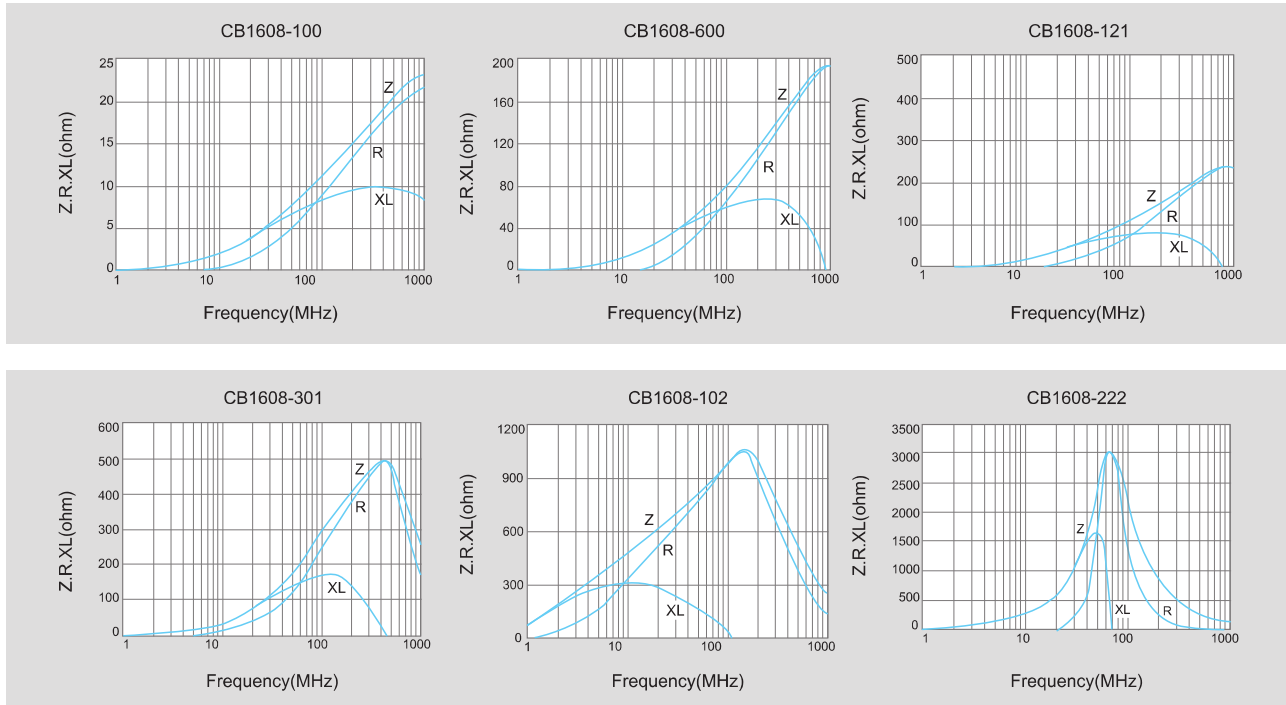 CB1608-100
CB1608-600
CB1608-121
Z.R.XL(ohm)
25
20
15
10
5
0
Z
R
XL
1
10
100
1000
Frequency(MHz)
Z.R.XL(ohm)
200
160
120
80
40
0
Z
R
XL
1
10
100
1000
Frequency(MHz)
Z.R.XL(ohm)
500
400
300
200
100
0
Z
R
XL
1
10
100
1000
Frequency(MHz)
CB1608-301
CB1608-102
CB1608-222
Z.R.XL(ohm)
600
500
400
300
200
100
0
Z
R
XL
1
10
100
1000
Frequency(MHz)
Z.R.XL(ohm)
1200
900
600
300
0
Z
R
XL
1
10
100
1000
Frequency(MHz)
Z.R.XL(ohm)
3500
3000
2500
2000
1500
1000
500
0
Z
XL
R
1
10
100
1000
Frequency(MHz)